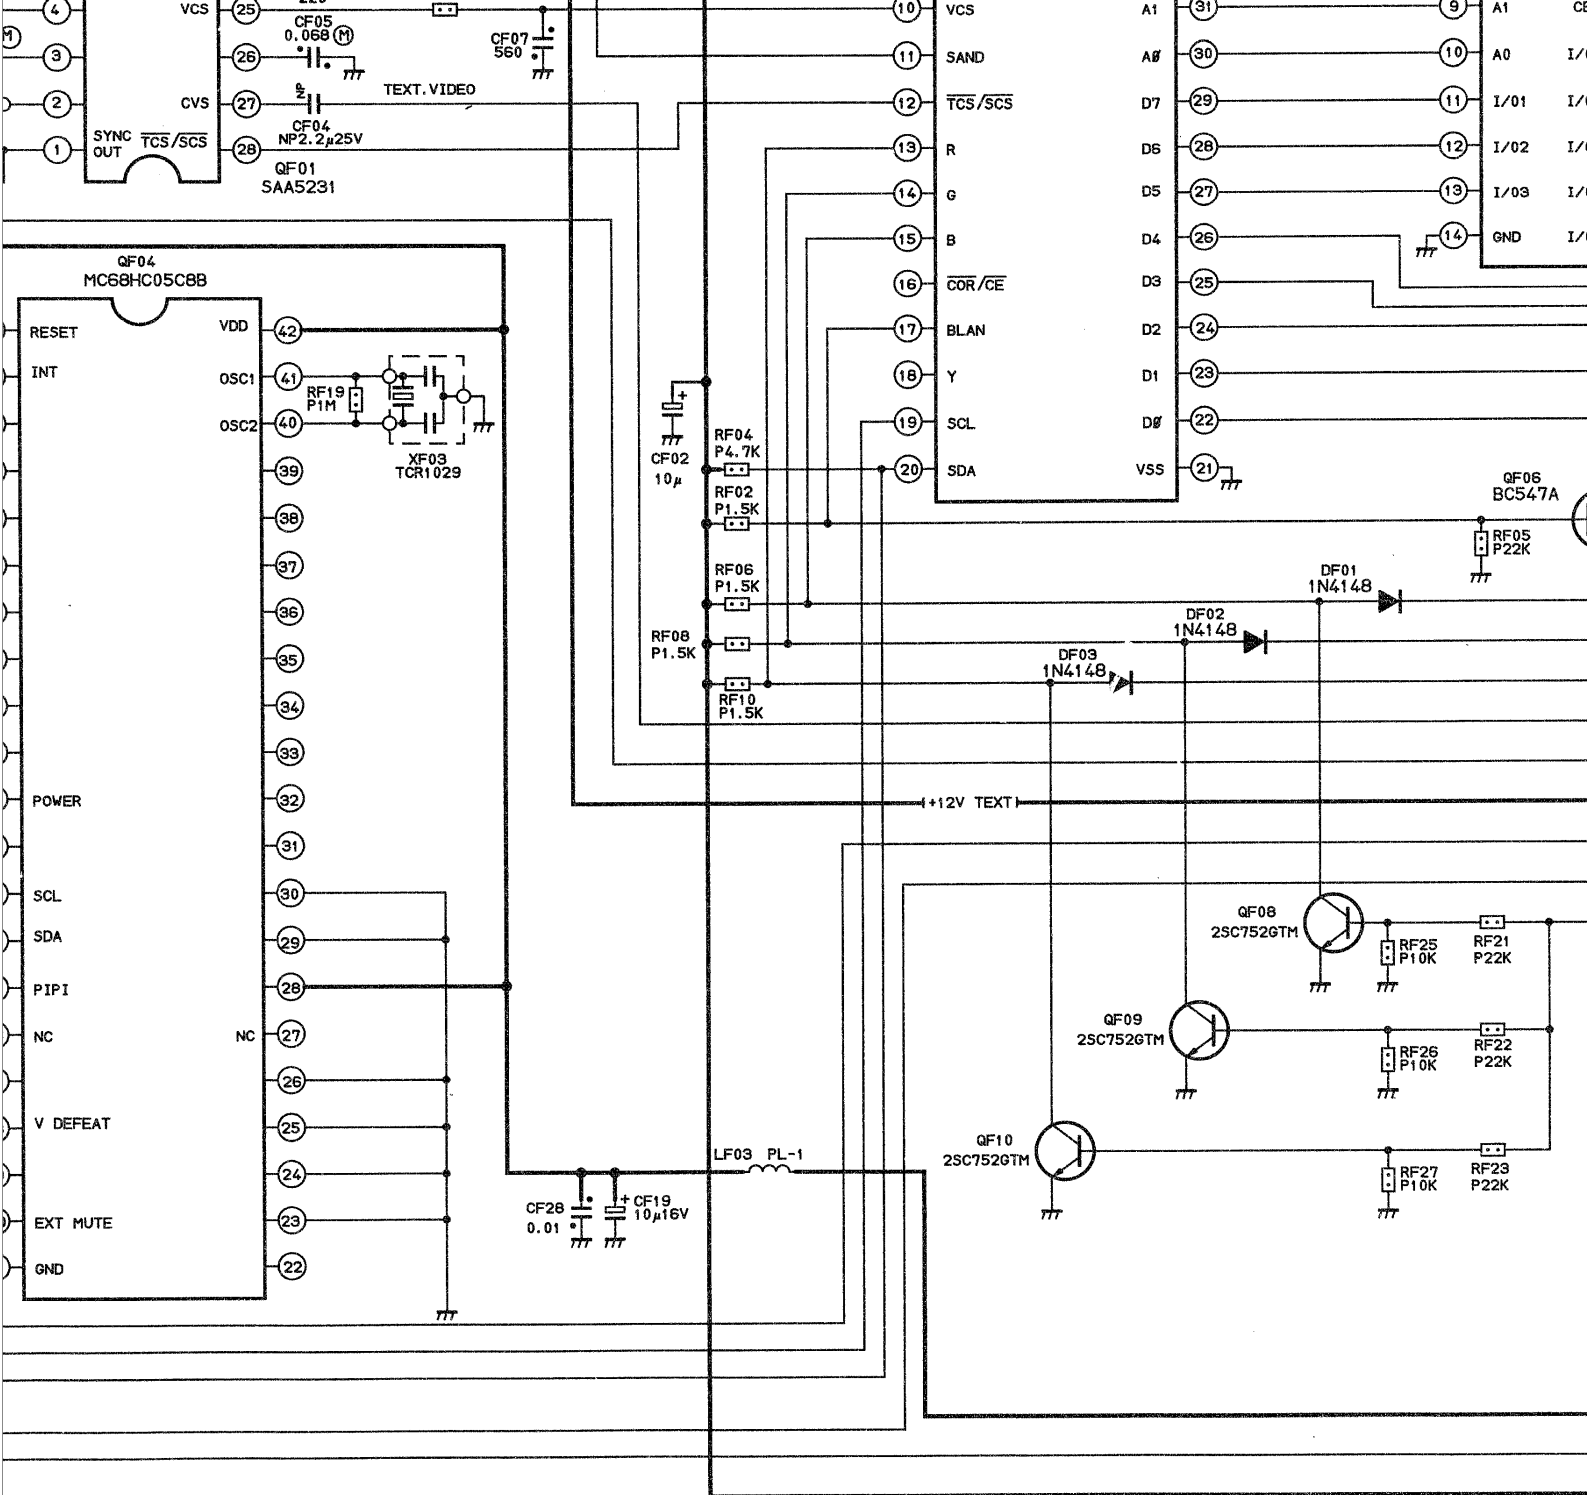 4
VCS
25
CF05
0.068 M
3
26
CF07
560
2
CVS
27
NP
TEXT.VIDEO
CF04
NP2.2µ25V
1
SYNC OUT
TCS/SCS
28
QF01
SAA5231
M
10
VCS
A1
31
9
A1
11
SAND
A0
30
10
A0
12
TCS/SCS
D7
29
11
I/01
13
R
D6
28
12
I/02
14
G
D5
27
13
I/03
15
B
D4
26
14
GND
16
COR/CE
D3
25
17
BLAN
D2
24
18
Y
D1
23
19
SCL
D0
22
20
SDA
VSS
21
QF04
MC68HC05C8B
RESET
VDD
42
INT
OSC1
41
RF19
P1M
OSC2
40
XF03
TCR1029
39
38
37
36
35
34
33
POWER
32
31
SCL
30
SDA
29
PIPI
28
NC
NC
27
26
V DEFEAT
25
24
EXT MUTE
23
GND
22
+
CF02
10µ
RF04
P4.7K
RF02
P1.5K
RF06
P1.5K
RF08
P1.5K
RF10
P1.5K
QF06
BC547A
RF05
P22K
DF01
1N4148
DF02
1N4148
DF03
1N4148
+12V TEXT
QF08
2SC752GTM
RF25
P10K
RF21
P22K
QF09
2SC752GTM
RF26
P10K
RF22
P22K
QF10
2SC752GTM
RF27
P10K
RF23
P22K
LF03 PL-1
CF28
0.01
+
CF19
10µ16V